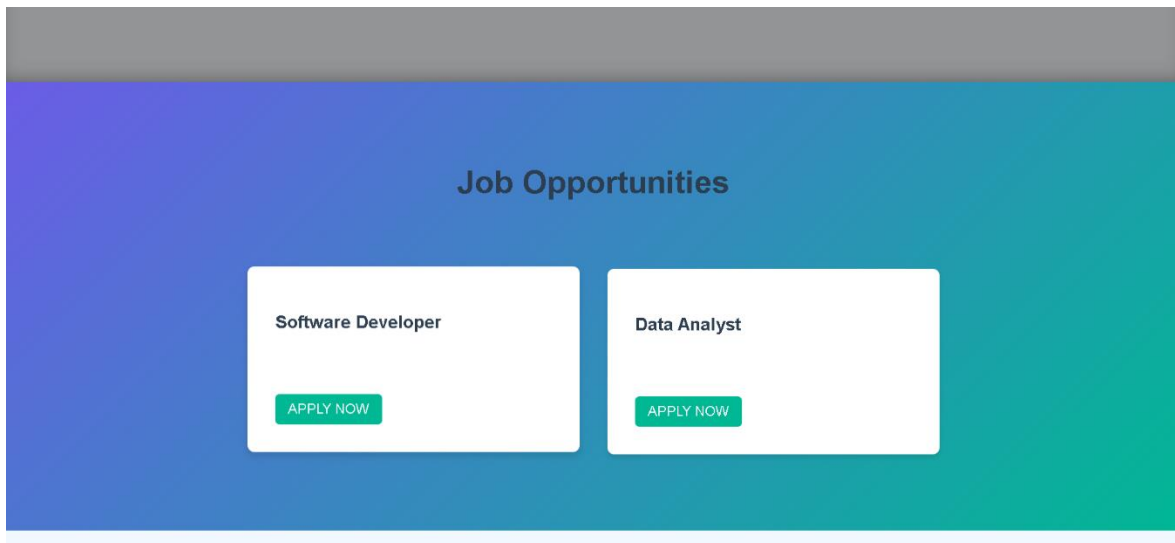 Job Opportunities
Software Developer
APPLY NOW
Data Analyst
APPLY NOW